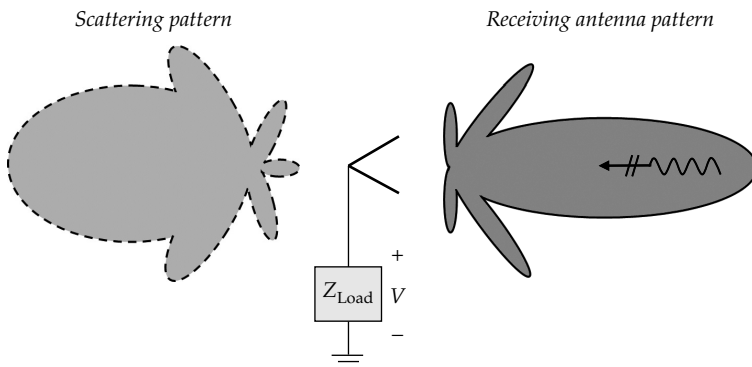 Scattering pattern
Receiving antenna pattern
+
Z_Load V
−